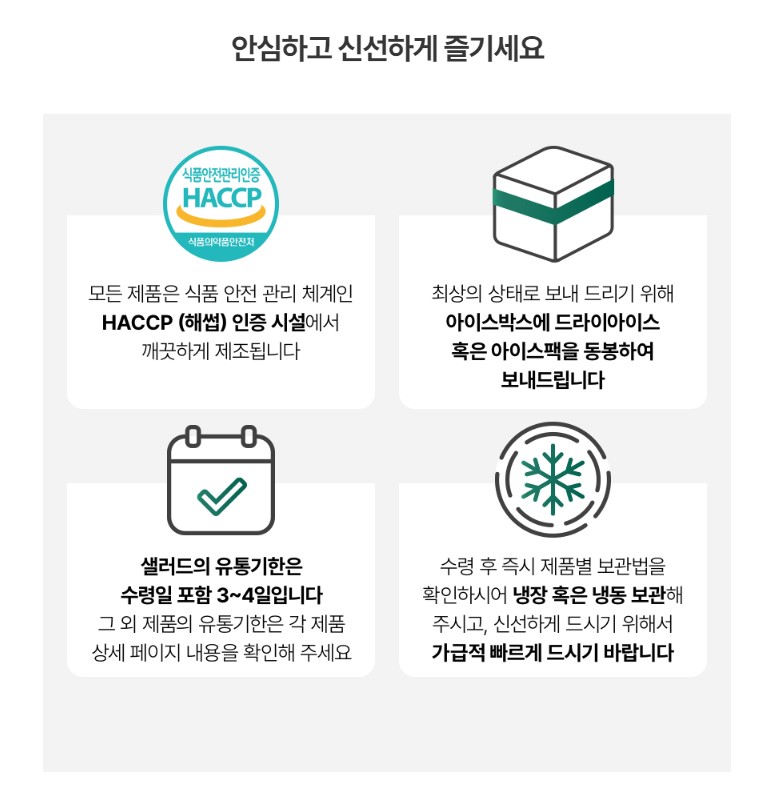 안심하고 신선하게 즐기세요
식품안전관리인증
HACCP
식품의약품안전처
모든 제품은 식품 안전 관리 체계인
HACCP (해썹) 인증 시설에서
깨끗하게 제조됩니다
최상의 상태로 보내 드리기 위해
아이스박스에 드라이아이스
혹은 아이스팩을 동봉하여
보내드립니다
샐러드의 유통기한은
수령일 포함 3~4일입니다
그 외 제품의 유통기한은 각 제품
상세 페이지 내용을 확인해 주세요
수령 후 즉시 제품별 보관법을
확인하시어 냉장 혹은 냉동 보관해
주시고, 신선하게 드시기 위해서
가급적 빠르게 드시기 바랍니다